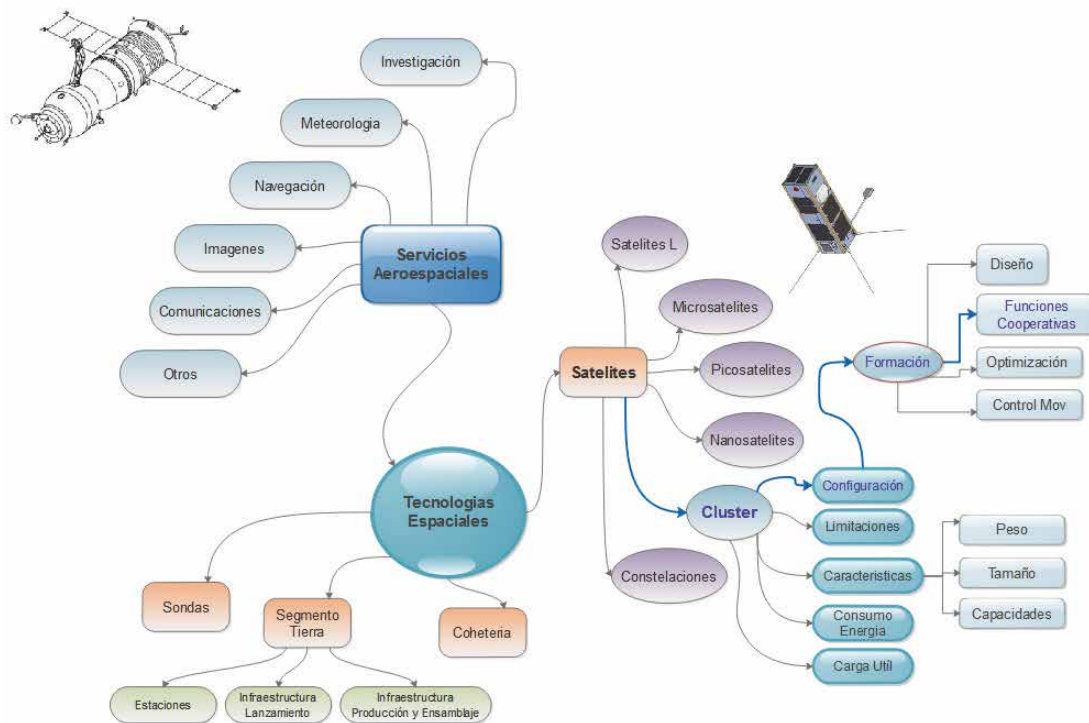 Investigación
Meteorologia
Navegación
Imagenes
Servicios
Aeroespaciales
Comunicaciones
Otros
Tecnologias
Espaciales
Sondas
Segmento
Tierra
Coheteria
Estaciones
Infraestructura
Lanzamiento
Infraestructura
Producción y Ensamblaje
Satelites
Satelites L
Microsatelites
Picosatelites
Nanosatelites
Cluster
Constelaciones
Configuración
Limitaciones
Caracteristicas
Consumo
Energia
Carga Utíl
Formación
Diseño
Funciones
Cooperativas
Optimización
Control Mov
Peso
Tamaño
Capacidades